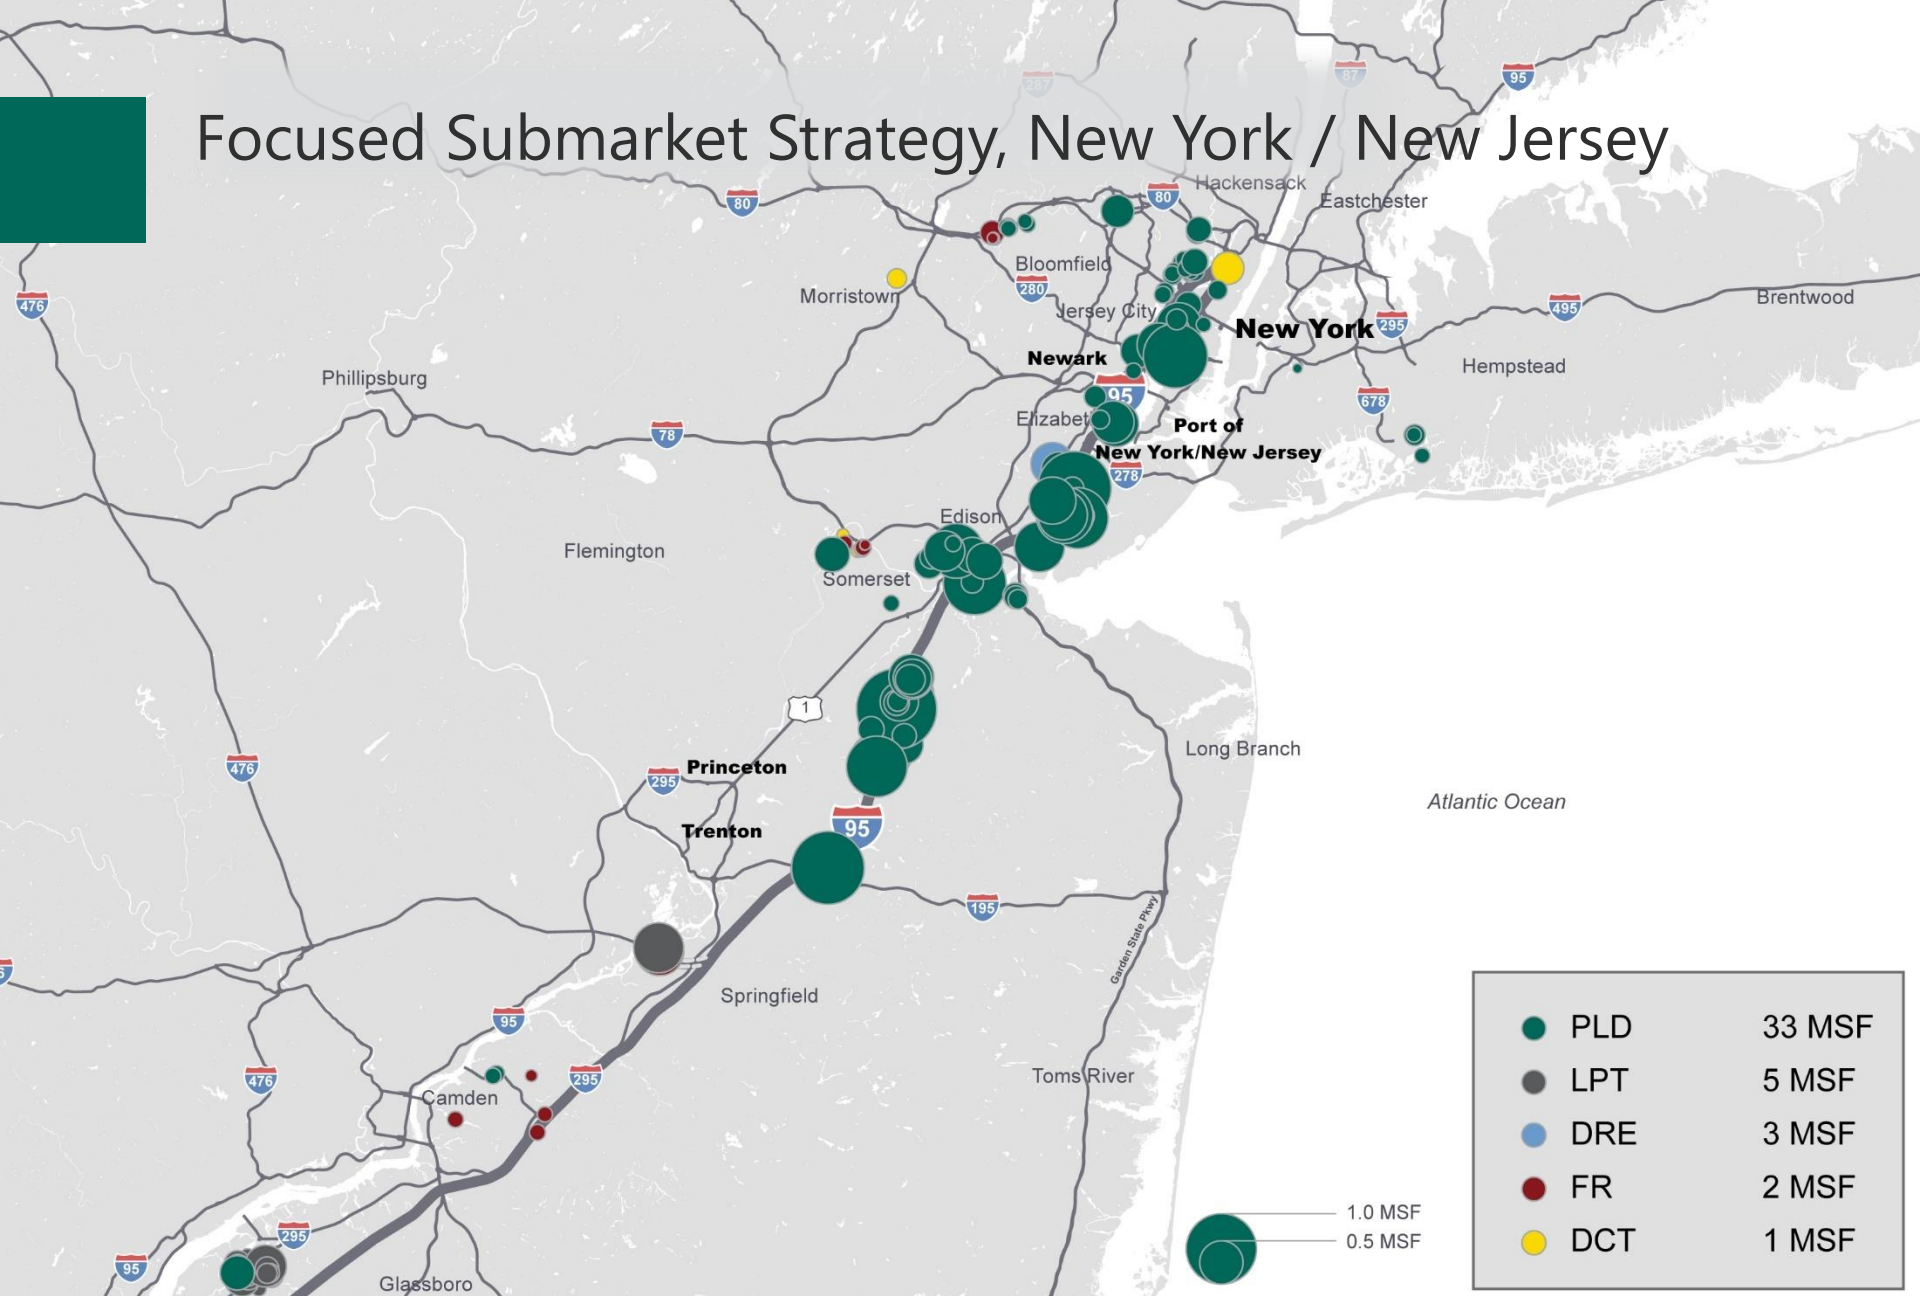 287
87
95
Focused Submarket Strategy, New York / New Jersey
80
80
Hackensack
Eastchester
Bloomfield
280
Morristown
476
Jersey City
New York
295
495
Brentwood
Newark
Hempstead
Phillipsburg
95
678
Elizabet
Port of
New York/New Jersey
78
278
Edison
Flemington
Somerset
1
476
295
Princeton
Long Branch
Trenton
95
Atlantic Ocean
195
Garden State Pkwy
6
Springfield
95
476
295
Camden
Toms River
PLD 33 MSF
LPT 5 MSF
DRE 3 MSF
FR 2 MSF
DCT 1 MSF
1.0 MSF
0.5 MSF
295
95
Glassboro